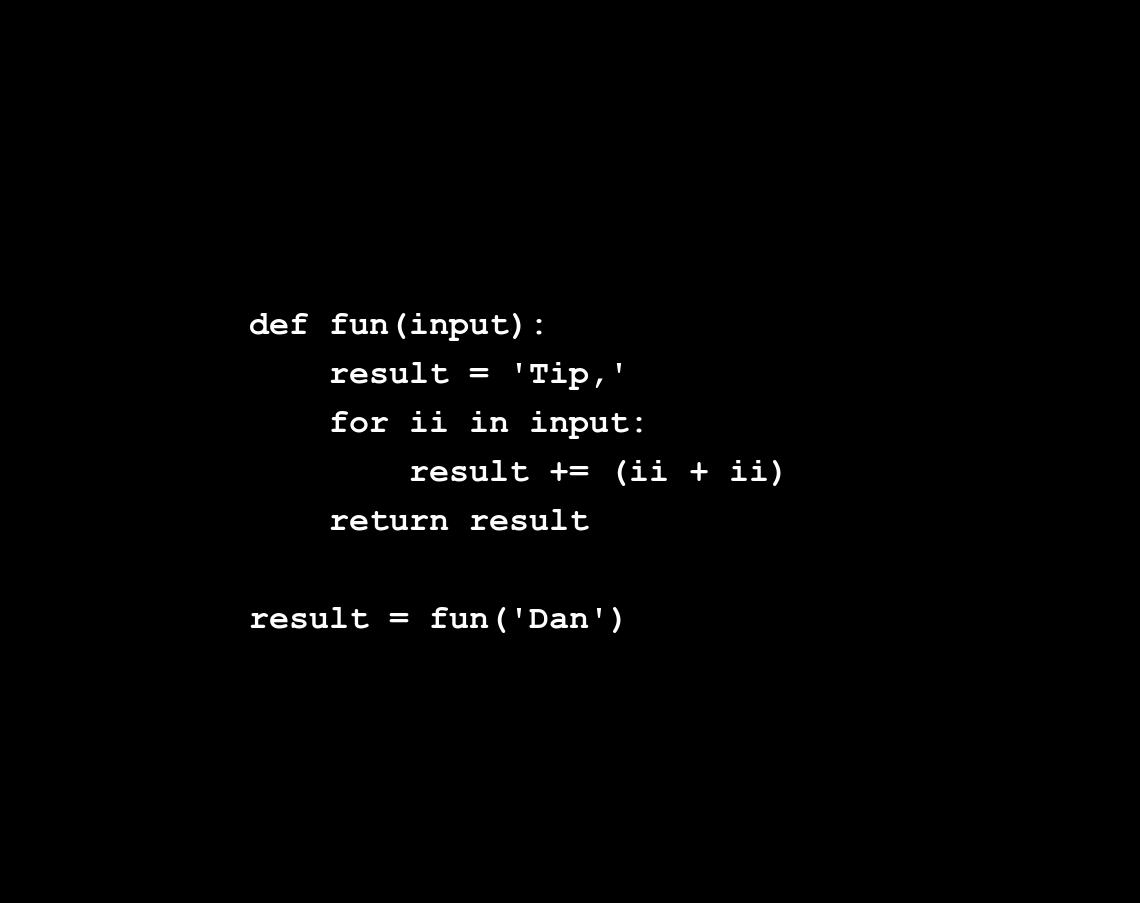 def fun(input):
    result = 'Tip,'
    for ii in input:
        result += (ii + ii)
    return result

result = fun('Dan')